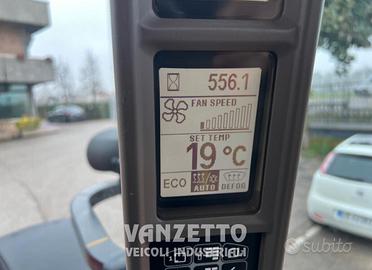 556.1
FAN SPEED
SET TEMP
19 °C
ECO AUTO DEFOG
VANZETTO
VEICOLI INDUSTRIALI
subito